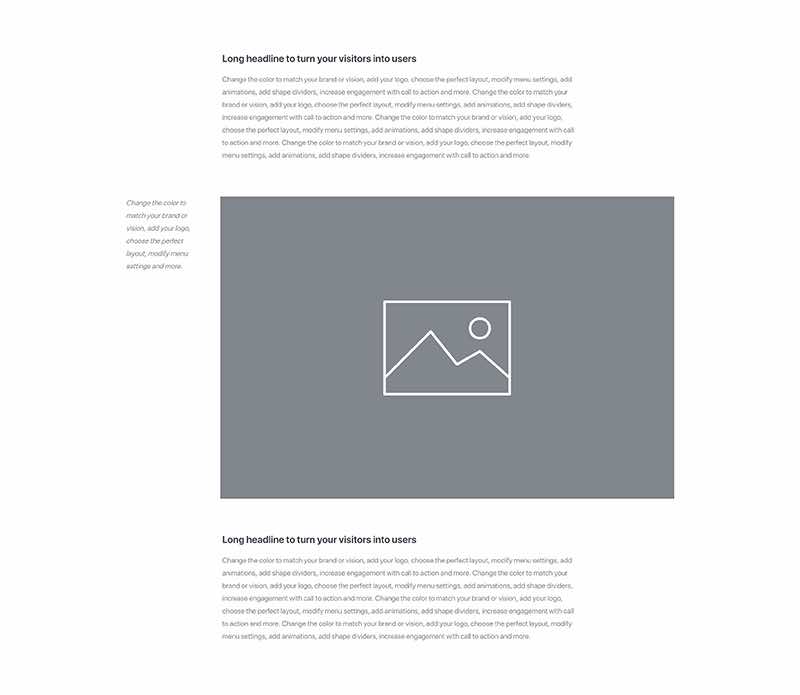 Long headline to turn your visitors into users
Change the color to match your brand or vision, add your logo, choose the perfect layout, modify menu settings, add
animations, add shape dividers, increase engagement with call to action and more. Change the color to match your
brand or vision, add your logo, choose the perfect layout, modify menu settings, add animations, add shape dividers,
increase engagement with call to action and more. Change the color to match your brand or vision, add your logo,
choose the perfect layout, modify menu settings, add animations, add shape dividers, increase engagement with call
to action and more. Change the color to match your brand or vision, add your logo, choose the perfect layout, modify
menu settings, add animations, add shape dividers, increase engagement with call to action and more.
Change the color to
match your brand or
vision, add your logo,
choose the perfect
layout, modify menu
settings and more.
Long headline to turn your visitors into users
Change the color to match your brand or vision, add your logo, choose the perfect layout, modify menu settings, add
animations, add shape dividers, increase engagement with call to action and more. Change the color to match your
brand or vision, add your logo, choose the perfect layout, modify menu settings, add animations, add shape dividers,
increase engagement with call to action and more. Change the color to match your brand or vision, add your logo,
choose the perfect layout, modify menu settings, add animations, add shape dividers, increase engagement with call
to action and more. Change the color to match your brand or vision, add your logo, choose the perfect layout, modify
menu settings, add animations, add shape dividers, increase engagement with call to action and more.